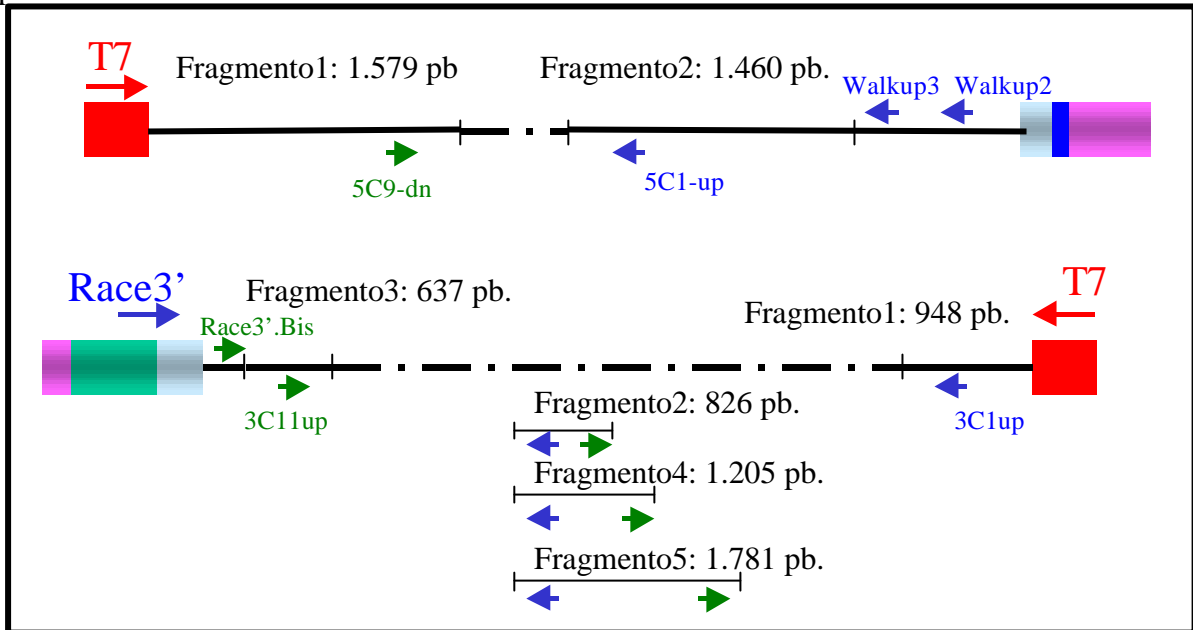 T7
Fragmento1: 1.579 pb
Fragmento2: 1.460 pb.
Walkup3
Walkup2
5C9-dn
5C1-up
Race3’
Fragmento3: 637 pb.
Race3’.Bis
Fragmento1: 948 pb.
T7
3C11up
3C1up
Fragmento2: 826 pb.
Fragmento4: 1.205 pb.
Fragmento5: 1.781 pb.